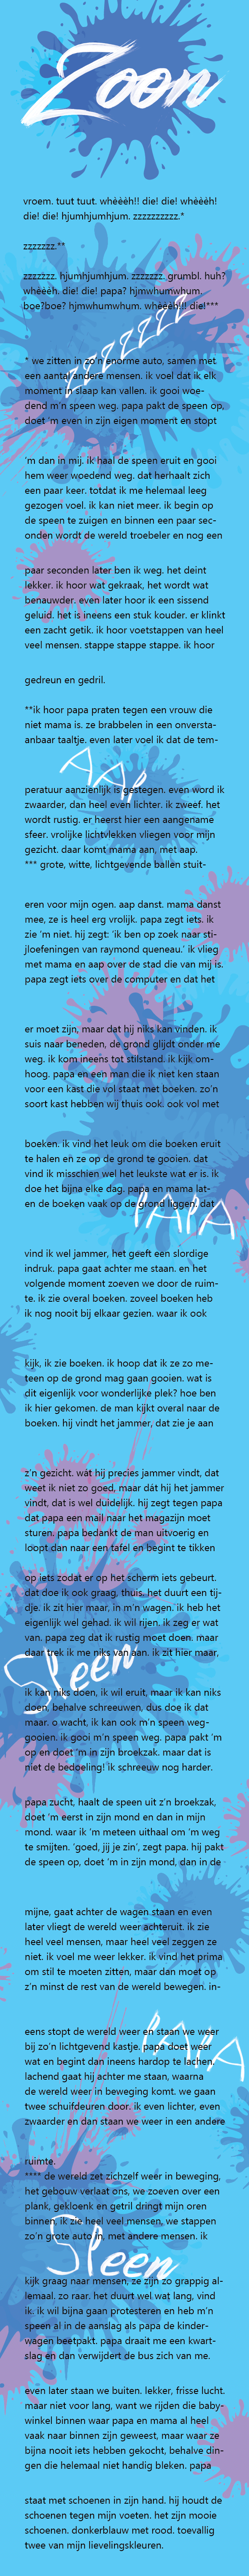 Zoon
vroem. tuut tuut. whèèèh!! die! die! whèèèh!
die! die! hjumhjumhjum. zzzzzzzzzz.*
zzzzzzz.**
zzzzzzz. hjumhjumhjum. zzzzzzz. grumbl. huh?
whèèèh. die! die! papa? hjmwhumwhum.
boe?boe? hjmwhumwhum. whèèèh!!! die!***
zzzzzzz
* we zitten in zo'n enorme auto, samen met
een aantal andere mensen. ik voel dat ik elk
moment in slaap kan vallen. ik gooi woe-
dend m'n speen weg. papa pakt de speen op,
doet 'm even in zijn eigen moment en stopt
'm dan in mij. ik haal de speen eruit en gooi
hem weer woedend weg. dat herhaalt zich
een paar keer. totdat ik me helemaal leeg
gezogen voel. ik kan niet meer. ik begin op
de speen te zuigen en binnen een paar sec-
onden wordt de wereld troebeler en nog een
paar seconden later ben ik weg. het deint
lekker. ik hoor wat gekraak, het wordt wat
benauwder. even later hoor ik een sissend
geluid. het is ineens een stuk kouder. er klinkt
een zacht getik. ik hoor voetstappen van heel
veel mensen. stappe stappe stappe. ik hoor
gedreun en gedril.
**ik hoor papa praten tegen een vrouw die
niet mama is. ze brabbelen in een onversta-
anbaar taaltje. even later voel ik dat de tem-
AAP
peratuur aanzienlijk is gestegen. even word ik
zwaarder, dan heel even lichter. ik zweef. het
wordt rustig. er heerst hier een aangename
sfeer. vrolijke lichtvlekken vliegen voor mijn
gezicht. daar komt mama aan, met aap.
*** grote, witte, lichtgevende ballen stuit-
eren voor mijn ogen. aap danst. mama danst
mee, ze is heel erg vrolijk. papa zegt iets. ik
zie 'm niet. hij zegt: 'ik ben op zoek naar sti-
jloefeningen van raymond queneau.' ik vlieg
met mama en aap over de stad die van mij is.
papa zegt iets over de computer en dat het
er moet zijn, maar dat hij niks kan vinden. ik
suis naar beneden, de grond glijdt onder me
weg. ik kom ineens tot stilstand. ik kijk om-
hoog. papa en een man die ik niet ken staan
voor een kast die vol staat met boeken. zo'n
soort kast hebben wij thuis ook. ook vol met
boeken. ik vind het leuk om die boeken eruit
te halen en ze op de grond te gooien. dat
vind ik misschien wel het leukste wat er is. ik
doe het bijna elke dag. papa en mama lat-
en de boeken vaak op de grond liggen. dat
PAPA
vind ik wel jammer, het geeft een slordige
indruk. papa gaat achter me staan. en het
volgende moment zoeven we door de ruim-
te. ik zie overal boeken. zoveel boeken heb
ik nog nooit bij elkaar gezien. waar ik ook
kijk, ik zie boeken. ik hoop dat ik ze zo me-
teen op de grond mag gaan gooien. wat is
dit eigenlijk voor wonderlijke plek? hoe ben
ik hier gekomen. de man kijkt overal naar de
boeken. hij vindt het jammer, dat zie je aan
z'n gezicht. wát hij precies jammer vindt, dat
weet ik niet zo goed, maar dát hij het jammer
vindt, dat is wel duidelijk. hij zegt tegen papa
dat papa een mail naar het magazijn moet
sturen. papa bedankt de man uitvoerig en
loopt dan naar een tafel en begint te tikken
op iets zodat er op het scherm iets gebeurt.
dat doe ik ook graag, thuis. het duurt een tij-
dje. ik zit hier maar, in m'n wagen. ik heb het
eigenlijk wel gehad. ik wil rijen. ik zeg er wat
van. papa zeg dat ik rustig moet doen. maar
daar trek ik me niks van aan. ik zit hier maar,
Speen
ik kan niks doen, ik wil eruit, maar ik kan niks
doen, behalve schreeuwen, dus doe ik dat
maar. o wacht, ik kan ook m'n speen weg-
gooien. ik gooi m'n speen weg. papa pakt 'm
op en doet 'm in zijn broekzak. maar dat is
niet de bedoeling! ik schreeuw nog harder.
papa zucht, haalt de speen uit z'n broekzak,
doet 'm eerst in zijn mond en dan in mijn
mond. waar ik 'm meteen uithaal om 'm weg
te smijten. 'goed, jij je zin', zegt papa. hij pakt
de speen op, doet 'm in zijn mond, dan in de
mijne, gaat achter de wagen staan en even
later vliegt de wereld weer achteruit. ik zie
heel veel mensen, maar heel veel zeggen ze
niet. ik voel me weer lekker. ik vind het prima
om stil te moeten zitten, maar dan moet op
z'n minst de rest van de wereld bewegen. in-
eens stopt de wereld weer en staan we weer
bij zo'n lichtgevend kastje. papa doet weer
wat en begint dan ineens hardop te lachen.
lachend gaat hij achter me staan, waarna
de wereld weer in beweging komt. we gaan
twee schuifdeuren door. ik even lichter, even
zwaarder en dan staan we weer in een andere
PAPA
ruimte.
**** de wereld zet zichzelf weer in beweging,
het gebouw verlaat ons, we zoeven over een
plank, gekloenk en getril dringt mijn oren
binnen. ik zie heel veel mensen, we stappen
zo'n grote auto in. met andere mensen. ik
Speen
kijk graag naar mensen, ze zijn zo grappig al-
lemaal. zo raar. het duurt wel wat lang, vind
ik. ik wil bijna gaan protesteren en heb m'n
speen al in de aanslag als papa de kinder-
wagen beetpakt. papa draait me een kwart-
slag en dan verwijdert de bus zich van me.
even later staan we buiten. lekker, frisse lucht.
maar niet voor lang, want we rijden die baby-
winkel binnen waar papa en mama al heel
vaak naar binnen zijn geweest, maar waar ze
bijna nooit iets hebben gekocht, behalve din-
gen die helemaal niet handig bleken. papa
staat met schoenen in zijn hand. hij houdt de
schoenen tegen mijn voeten. het zijn mooie
schoenen. donkerblauw met rood. toevallig
twee van mijn lievelingskleuren.